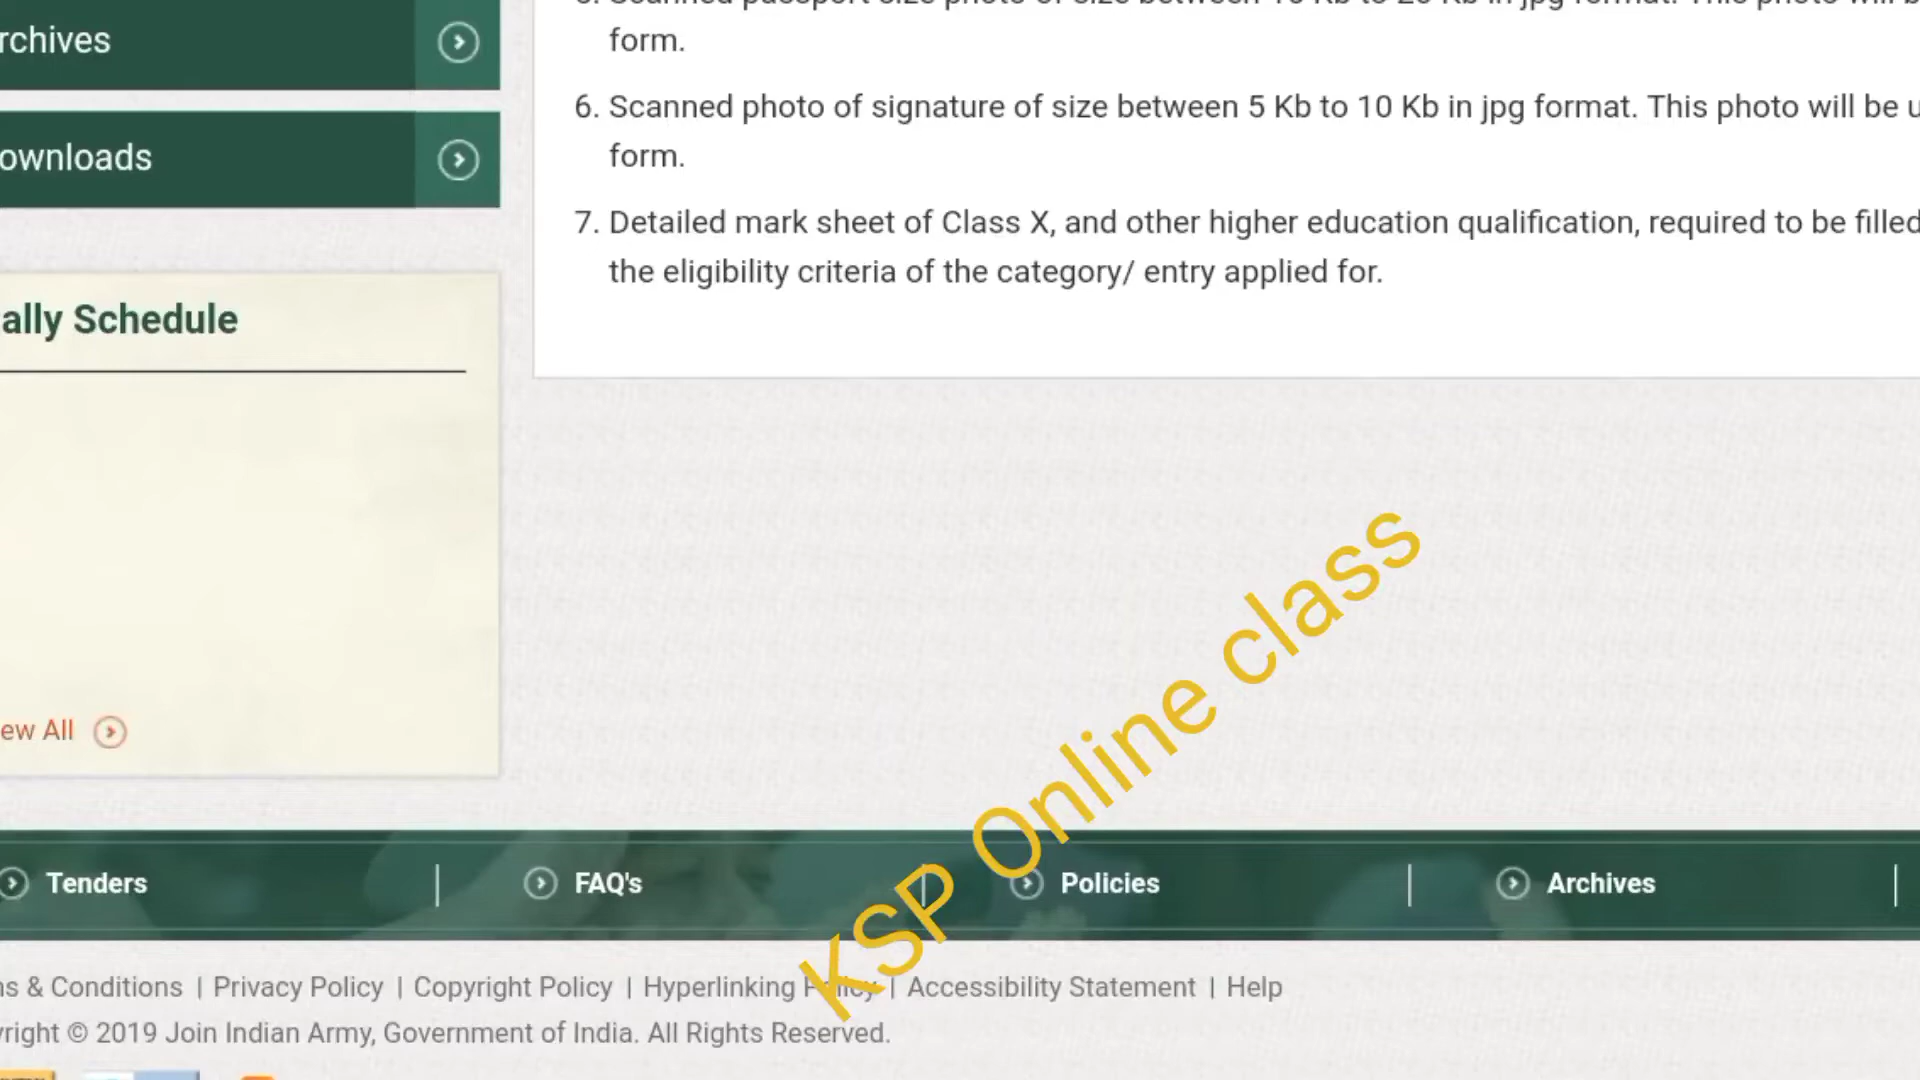 rchives
ownloads
ally Schedule
ew All
form.
6. Scanned photo of signature of size between 5 Kb to 10 Kb in jpg format. This photo will be u
form.
7. Detailed mark sheet of Class X, and other higher education qualification, required to be filled
the eligibility criteria of the category/ entry applied for.
KSP Online class
Tenders
FAQ's
Policies
Archives
ns & Conditions | Privacy Policy | Copyright Policy | Hyperlinking Policy | Accessibility Statement | Help
yright © 2019 Join Indian Army, Government of India. All Rights Reserved.